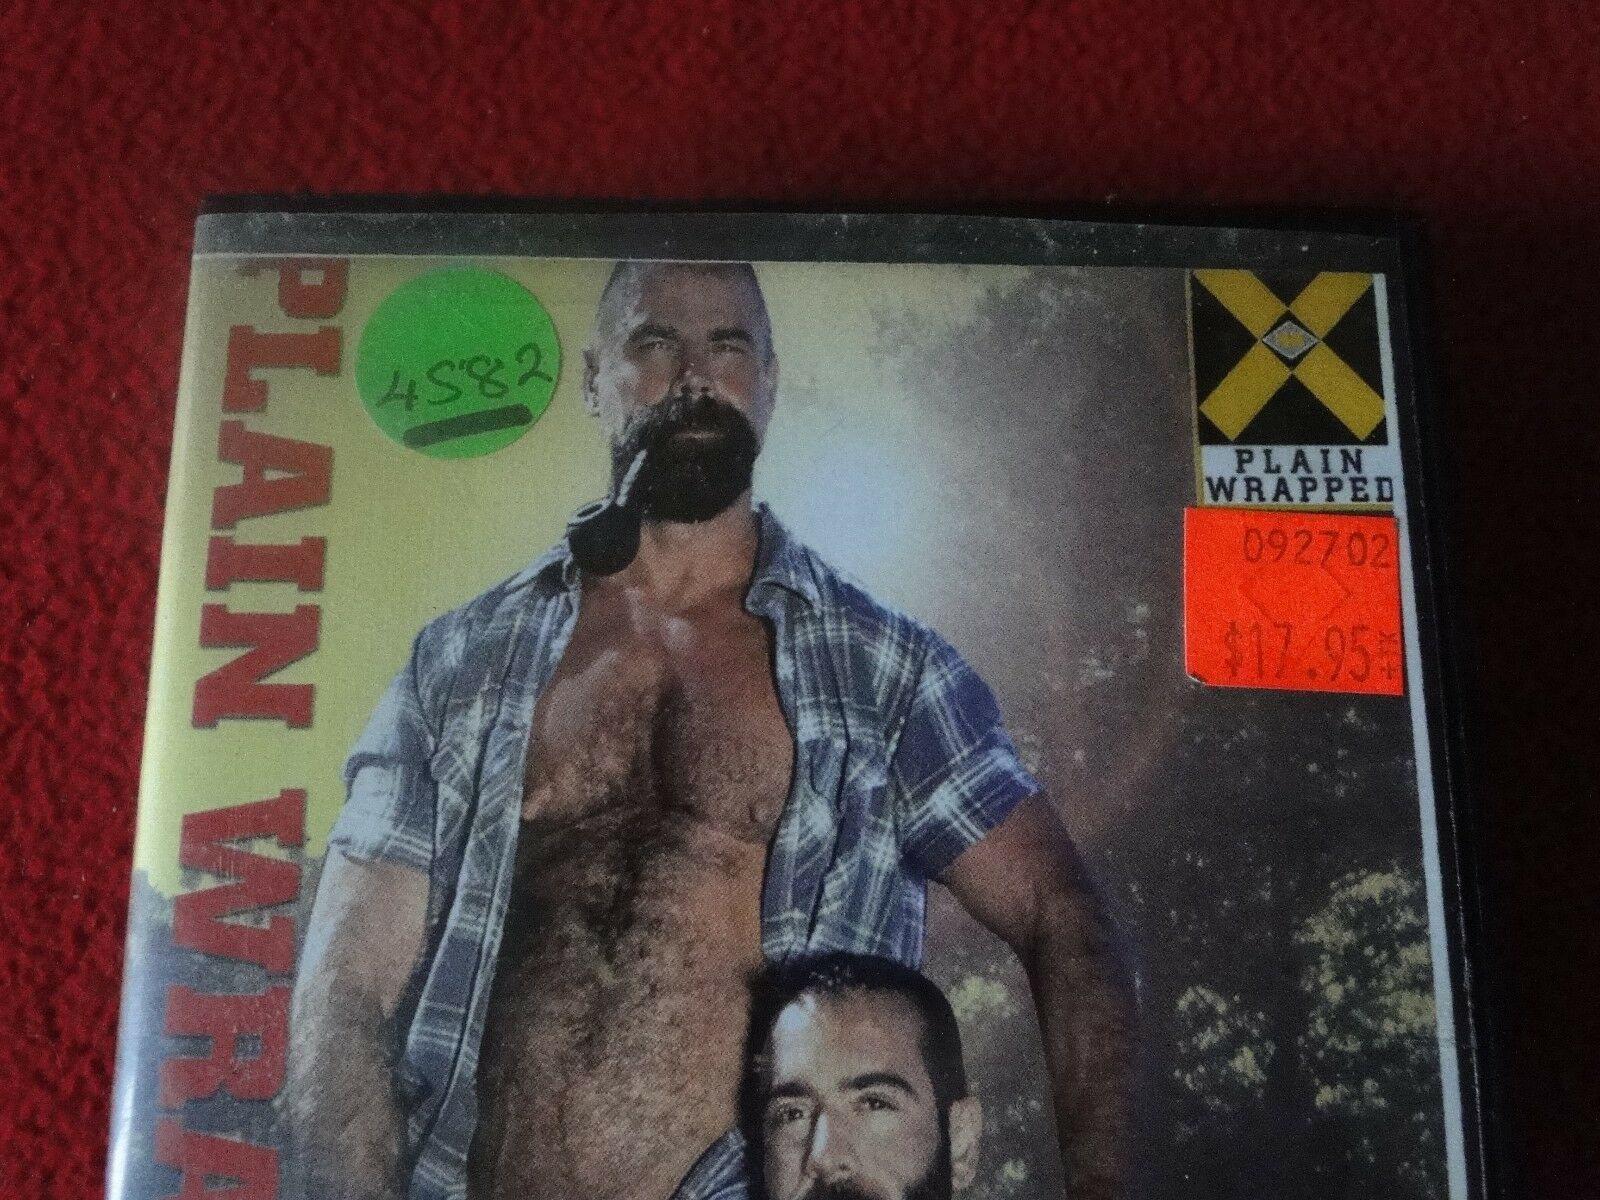 PLAIN WRA
4582
PLAIN
WRAPPED
092702
$17.95